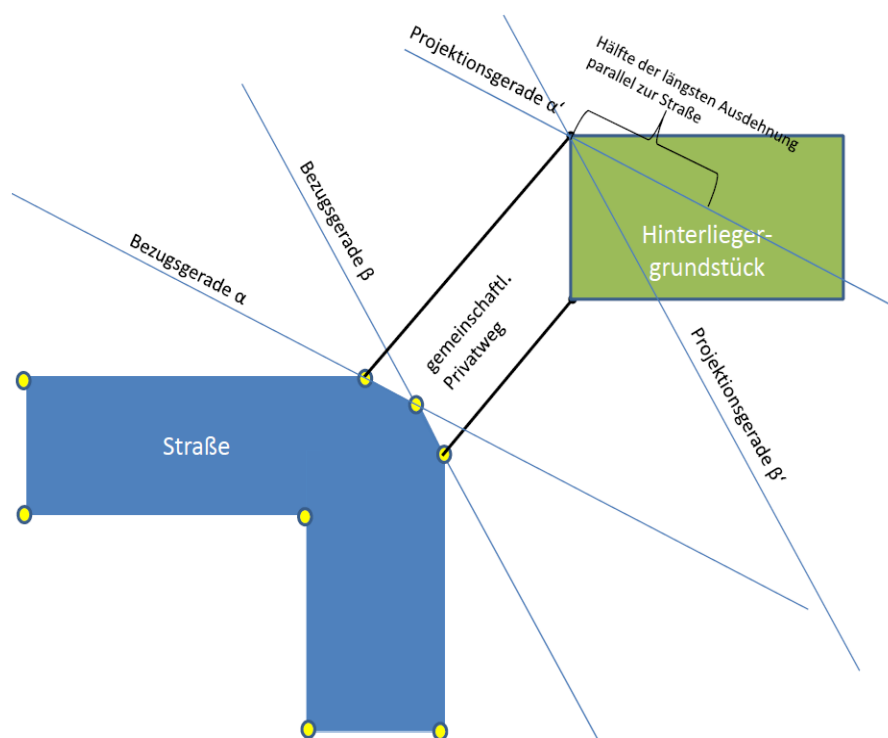 Projektionsgerade α‘
Hälfte der längsten Ausdehnung
parallel zur Straße
Bezugsgerade β
Bezugsgerade α
Hinterlieger-
grundstück
gemeinschaftl.
Privatweg
Projektionsgerade β‘
Straße